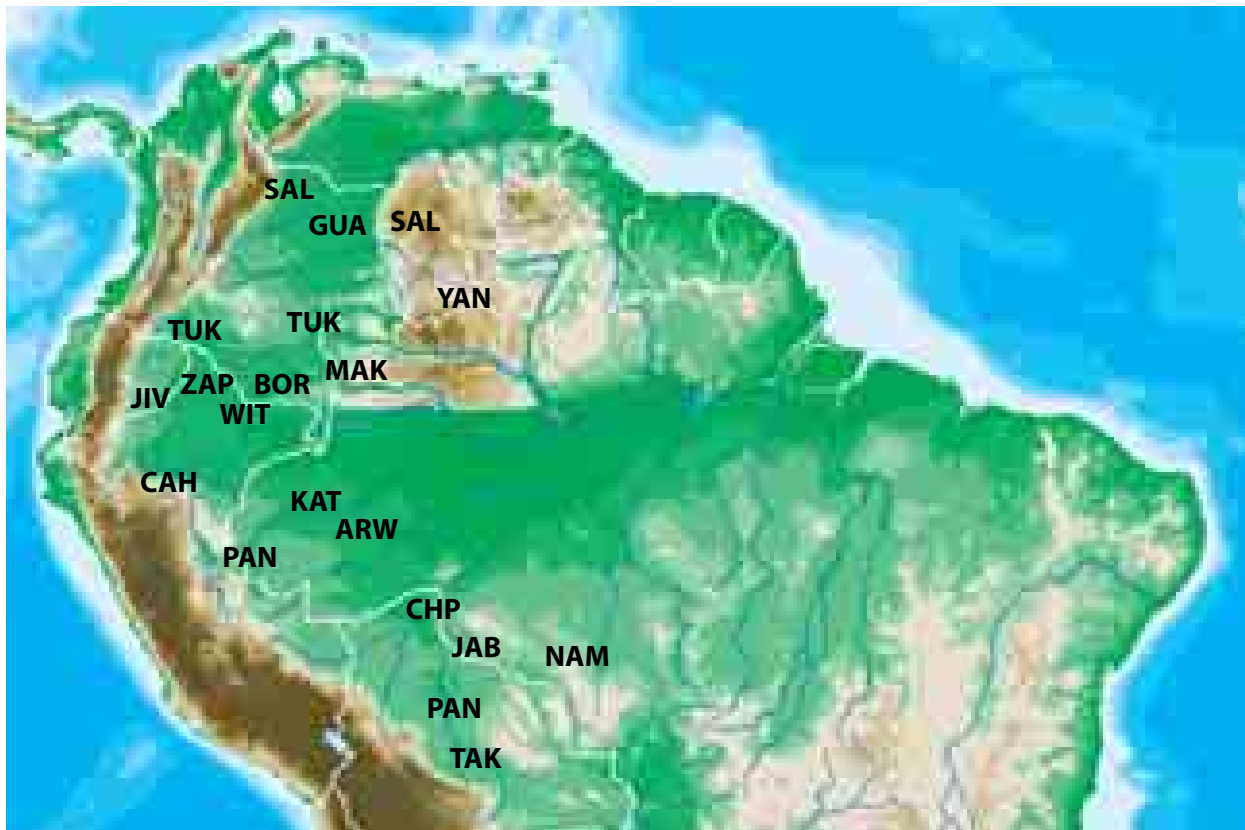 SAL
GUA
SAL
YAN
TUK
TUK
MAK
JIV
ZAP
BOR
WIT
CAH
KAT
ARW
PAN
CHP
JAB
NAM
PAN
TAK